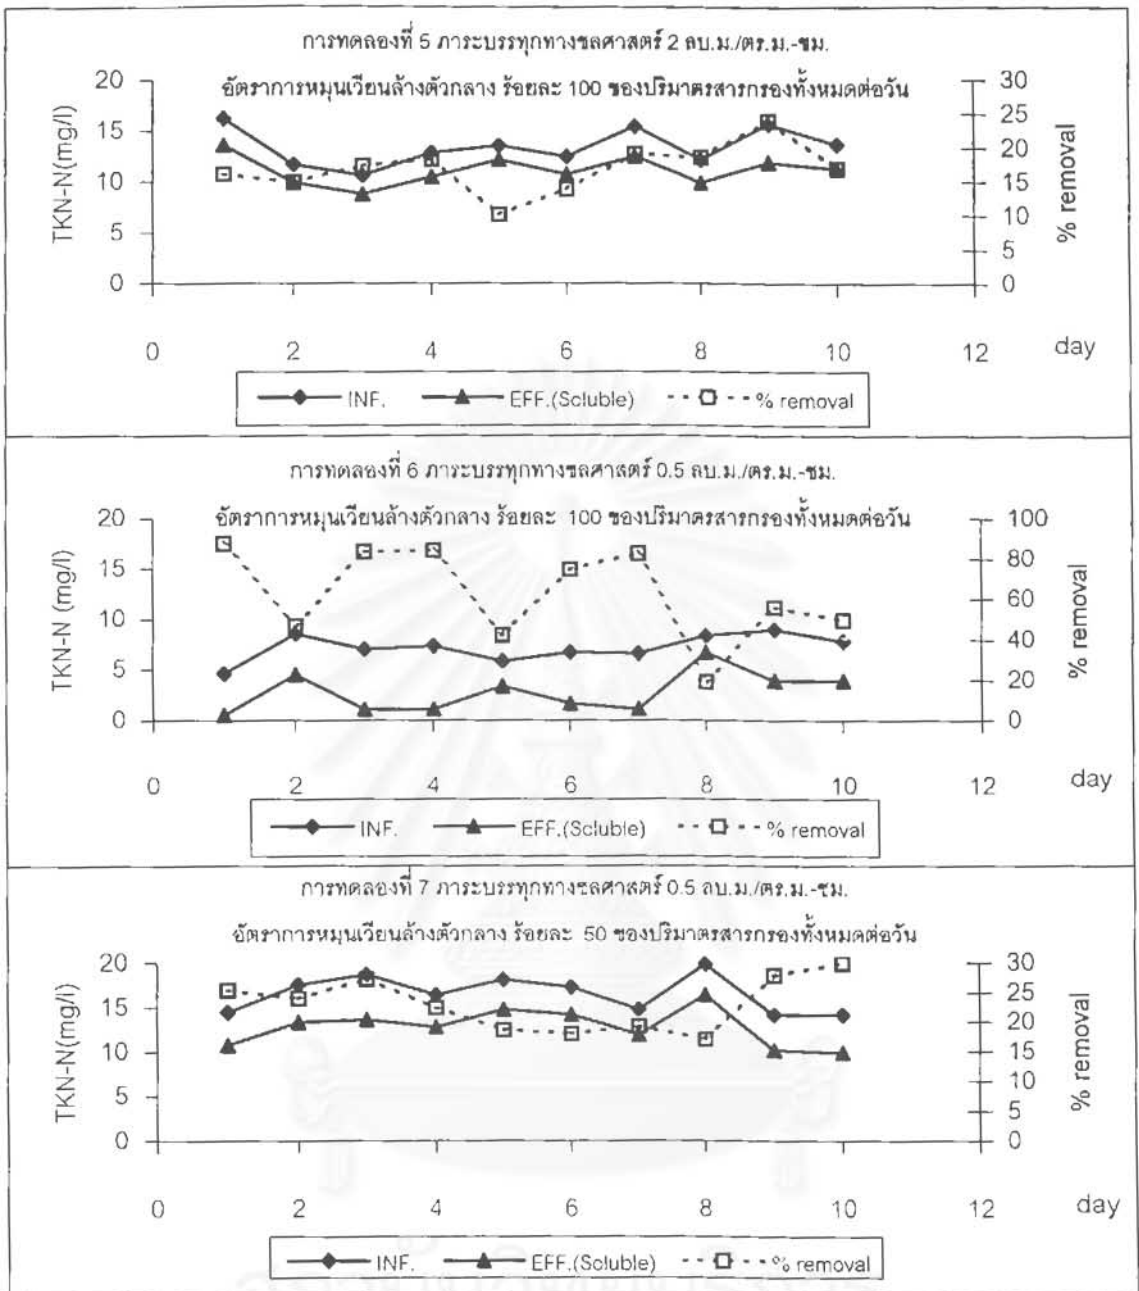 การทดลองที่ 5 ภาระบรรทุกทางชลศาสตร์ 2 ลบ.ม./ตร.ม.-ชม.
อัตราการหมุนเวียนล้างตัวกลาง ร้อยละ 100 ของปริมาตรสารกรองทั้งหมดต่อวัน
TKN-N(mg/l)
20
15
10
5
0
30
25
20
15
10
5
0
% removal
0 2 4 6 8 10 12 day
INF. EFF.(Soluble) % removal
การทดลองที่ 6 ภาระบรรทุกทางชลศาสตร์ 0.5 ลบ.ม./ตร.ม.-ชม.
อัตราการหมุนเวียนล้างตัวกลาง ร้อยละ 100 ของปริมาตรสารกรองทั้งหมดต่อวัน
TKN-N (mg/l)
20
15
10
5
0
100
80
60
40
20
0
% removal
0 2 4 6 8 10 12 day
INF. EFF.(Soluble) % removal
การทดลองที่ 7 ภาระบรรทุกทางชลศาสตร์ 0.5 ลบ.ม./ตร.ม.-ชม.
อัตราการหมุนเวียนล้างตัวกลาง ร้อยละ 50 ของปริมาตรสารกรองทั้งหมดต่อวัน
TKN-N(mg/l)
20
15
10
5
0
30
25
20
15
10
5
0
% removal
0 2 4 6 8 10 12 day
INF. EFF.(Soluble) % removal